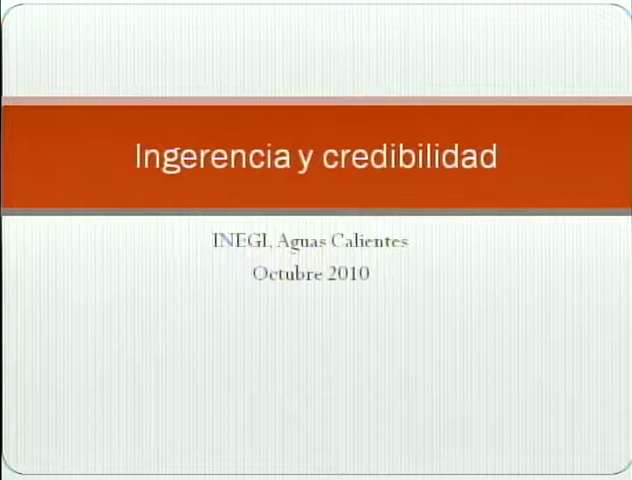 Ingerencia y credibilidad
INEGI, Aguas Calientes
Octubre 2010